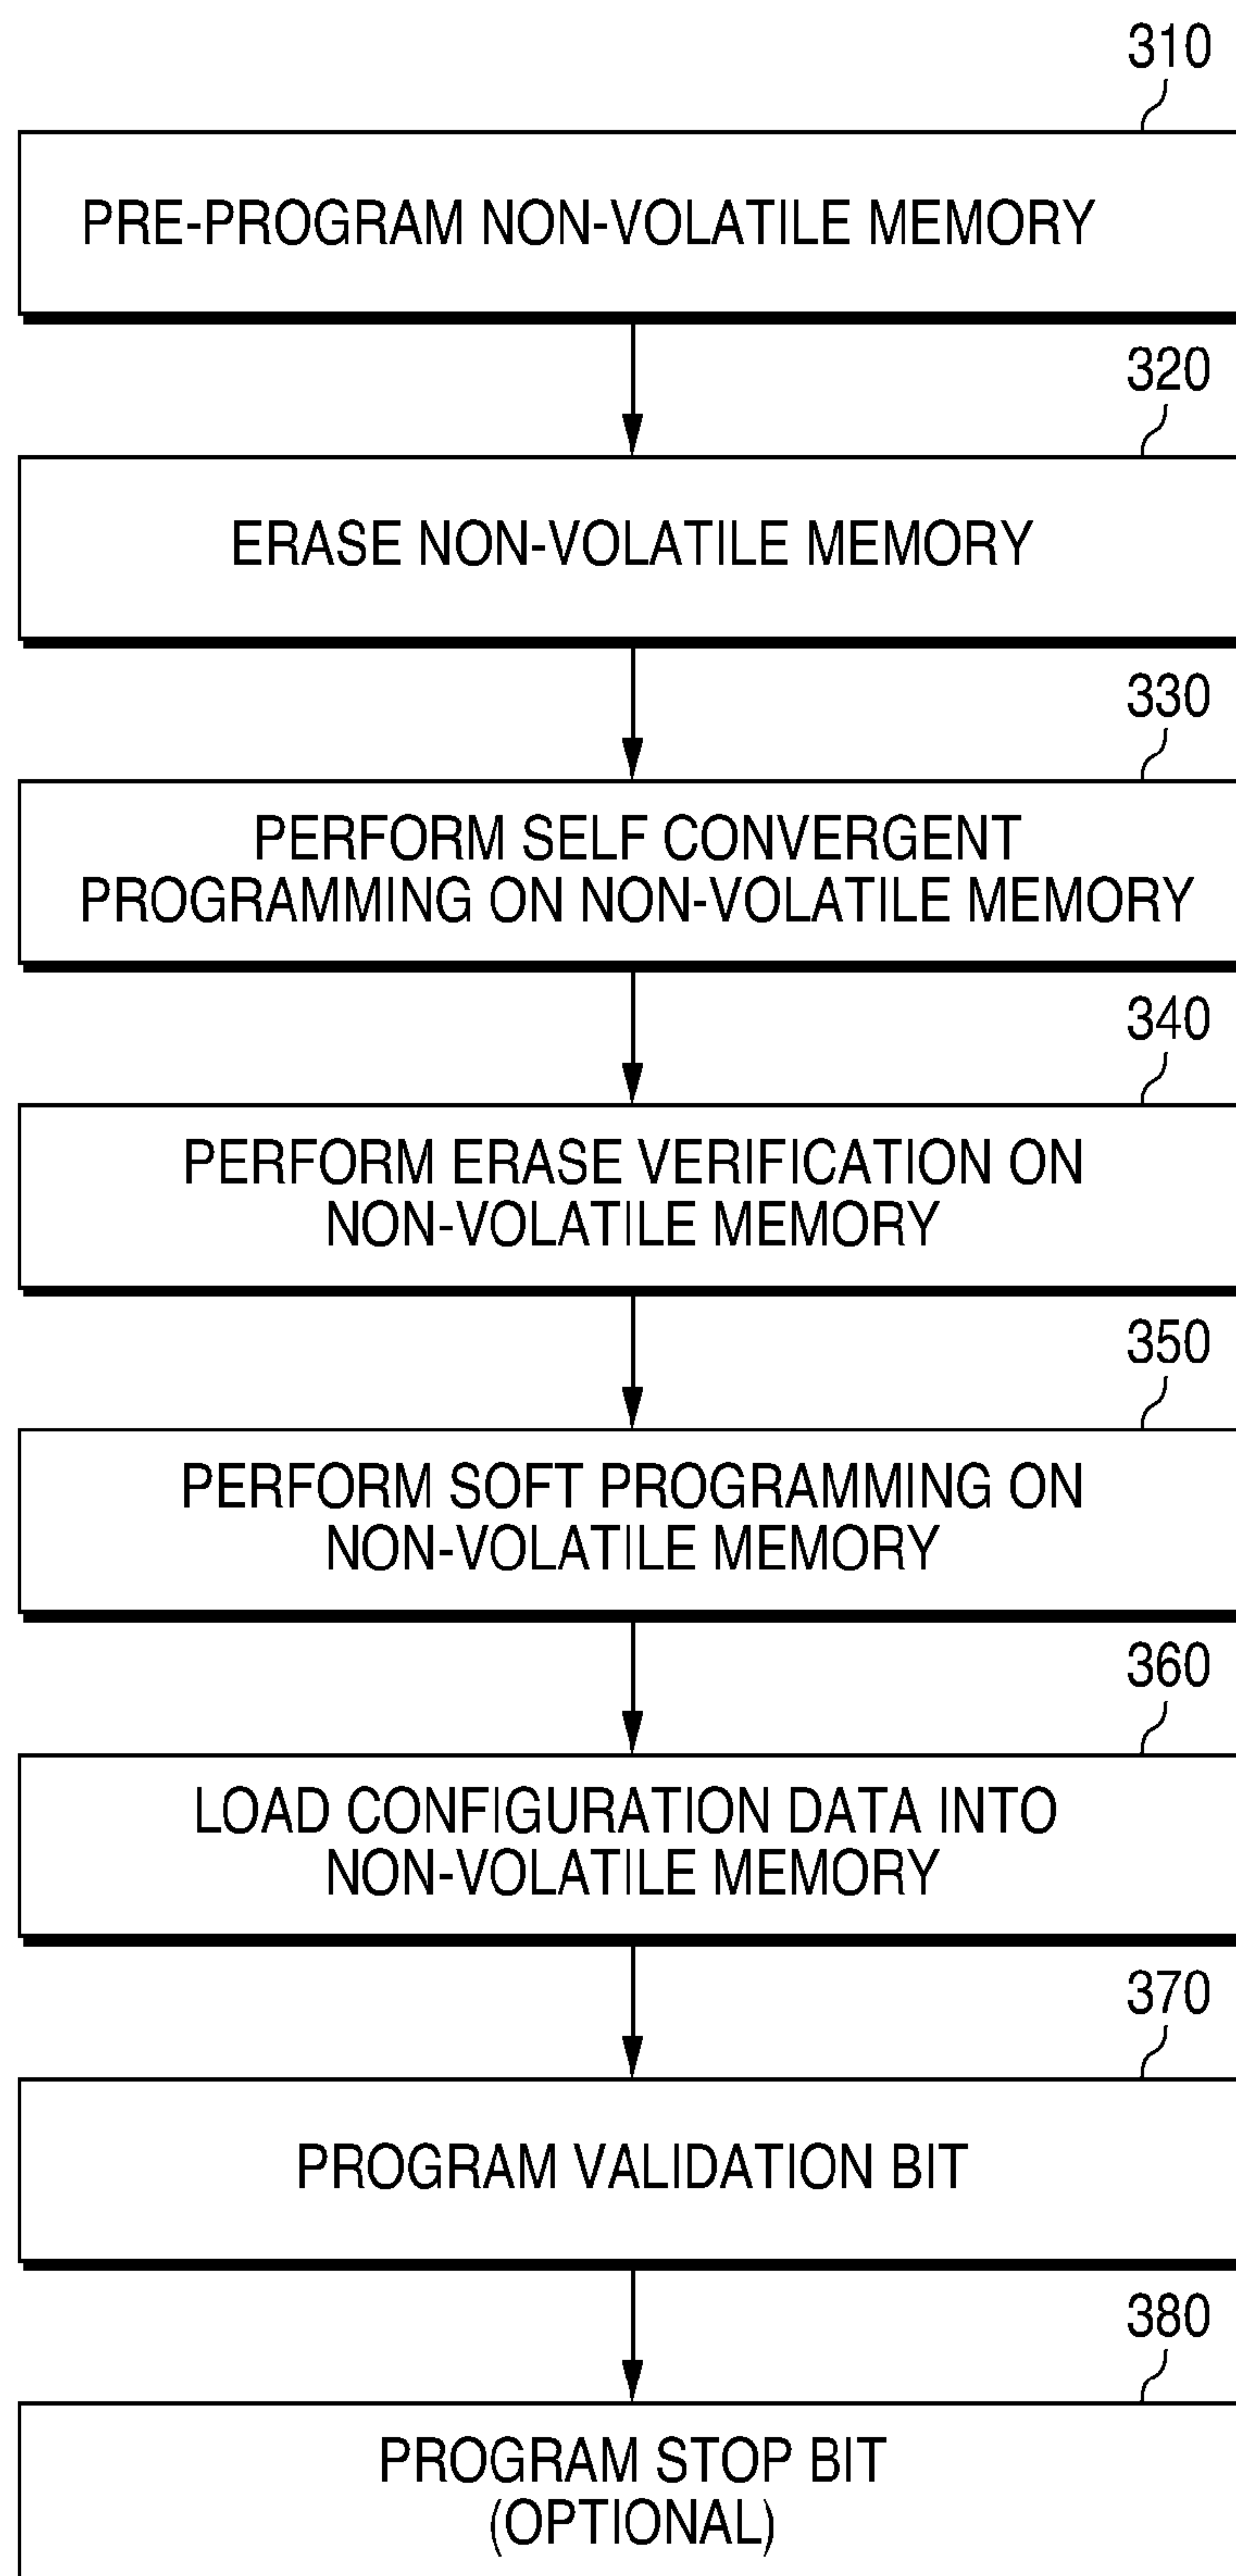 310
PRE-PROGRAM NON-VOLATILE MEMORY
320
ERASE NON-VOLATILE MEMORY
330
PERFORM SELF CONVERGENT
PROGRAMMING ON NON-VOLATILE MEMORY
340
PERFORM ERASE VERIFICATION ON
NON-VOLATILE MEMORY
350
PERFORM SOFT PROGRAMMING ON
NON-VOLATILE MEMORY
360
LOAD CONFIGURATION DATA INTO
NON-VOLATILE MEMORY
370
PROGRAM VALIDATION BIT
380
PROGRAM STOP BIT
(OPTIONAL)